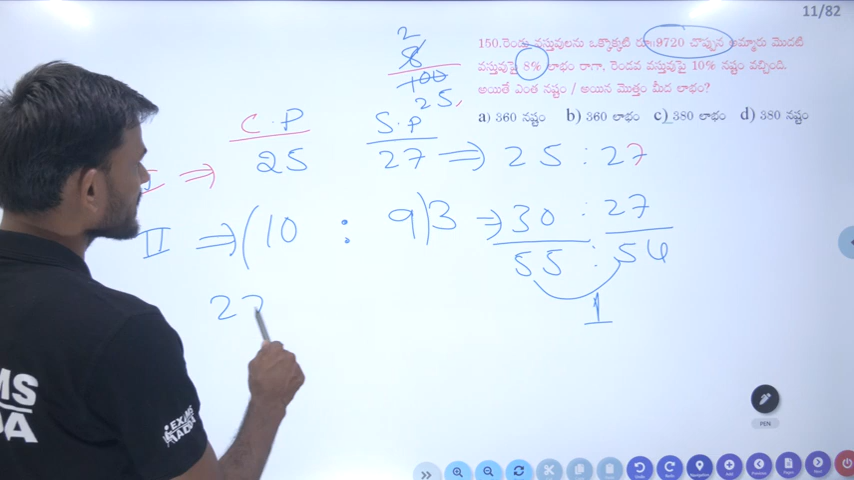 11/82
150.రెండు వస్తువులను ఒక్కొక్కటి రూ॥9720 చొప్పున అమ్మారు మొదటి
వస్తువుపై 8% లాభం రాగా, రెండవ వస్తువుపై 10% నష్టం వచ్చింది.
అయితే ఎంత నష్టం / అయిన మొత్తం మీద లాభం?
a) 360 నష్టం b) 360 లాభం c) 380 లాభం d) 380 నష్టం
2
8
100
25
C.P S.P
I ⇒ 25 27 ⇒ 25 : 27
II ⇒ (10 : 9)3 ⇒ 30 : 27
55 : 54
1
27
PEN
EXAMS